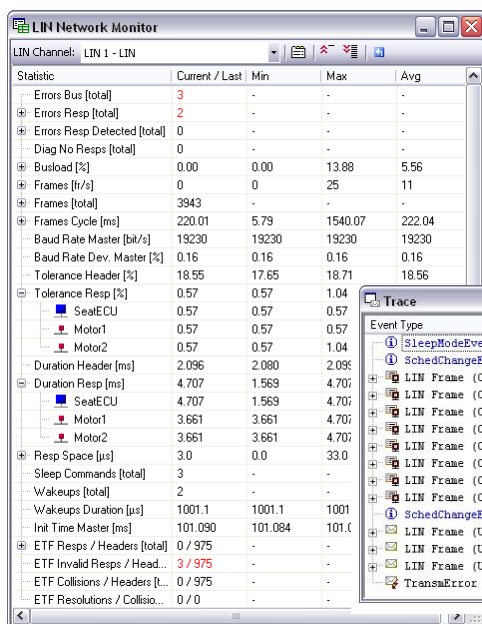 LIN Network Monitor
LIN Channel: LIN 1 - LIN
Statistic Current / Last Min Max Avg
Errors Bus [total] 3 - - -
Errors Resp [total] 2 - - -
Errors Resp Detected [total] 0 - - -
Diag No Resps [total] 0 - - -
Busload [%] 0.00 0.00 13.88 5.56
Frames [fr/s] 0 0 25 11
Frames [total] 3943 - - -
Frames Cycle [ms] 220.01 5.79 1540.07 222.04
Baud Rate Master [bit/s] 19230 19230 19230 19230
Baud Rate Dev. Master [%] 0.16 0.16 0.16 0.16
Tolerance Header [%] 18.55 17.65 18.71 18.56
Tolerance Resp [%] 0.57 0.57 1.04
SeatECU 0.57 0.57 0.57
Motor1 0.57 0.57 0.57
Motor2 0.57 0.57 1.04
Duration Header [ms] 2.096 2.080 2.099
Duration Resp [ms] 4.707 1.569 4.707
SeatECU 4.707 1.569 4.707
Motor1 3.661 3.661 3.661
Motor2 3.661 3.661 3.661
Resp Space [µs] 3.0 0.0 33.0
Sleep Commands [total] 3 - -
Wakeups [total] 2 - -
Wakeups Duration [µs] 1001.1 1001.1 1001
Init Time Master [ms] 101.090 101.084 101.0
ETF Resps / Headers [total] 0 / 975 - -
ETF Invalid Resps / Head... 3 / 975 - -
ETF Collisions / Headers [t... 0 / 975 - -
ETF Resolutions / Collisio... 0 / 0 - -
Trace
Event Type
SleepModeEve
SchedChangeE
LIN Frame (C
LIN Frame (C
LIN Frame (C
LIN Frame (C
LIN Frame (C
LIN Frame (C
LIN Frame (C
SchedChangeE
LIN Frame (U
LIN Frame (U
LIN Frame (U
TransmError